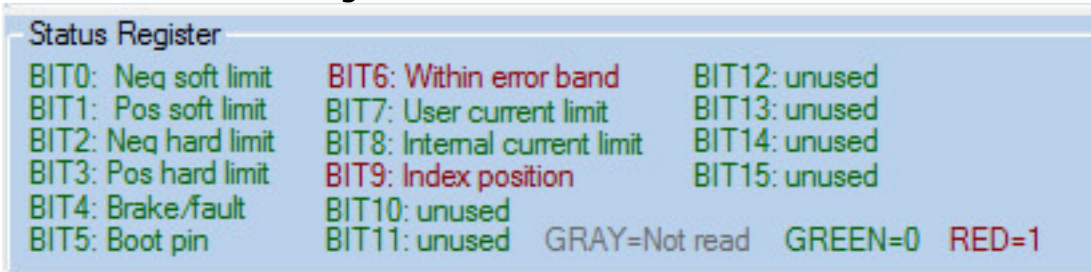 Status Register
BIT0: Neg soft limit
BIT1: Pos soft limit
BIT2: Neg hard limit
BIT3: Pos hard limit
BIT4: Brake/fault
BIT5: Boot pin
BIT6: Within error band
BIT7: User current limit
BIT8: Internal current limit
BIT9: Index position
BIT10: unused
BIT11: unused
BIT12: unused
BIT13: unused
BIT14: unused
BIT15: unused
GRAY=Not read GREEN=0 RED=1